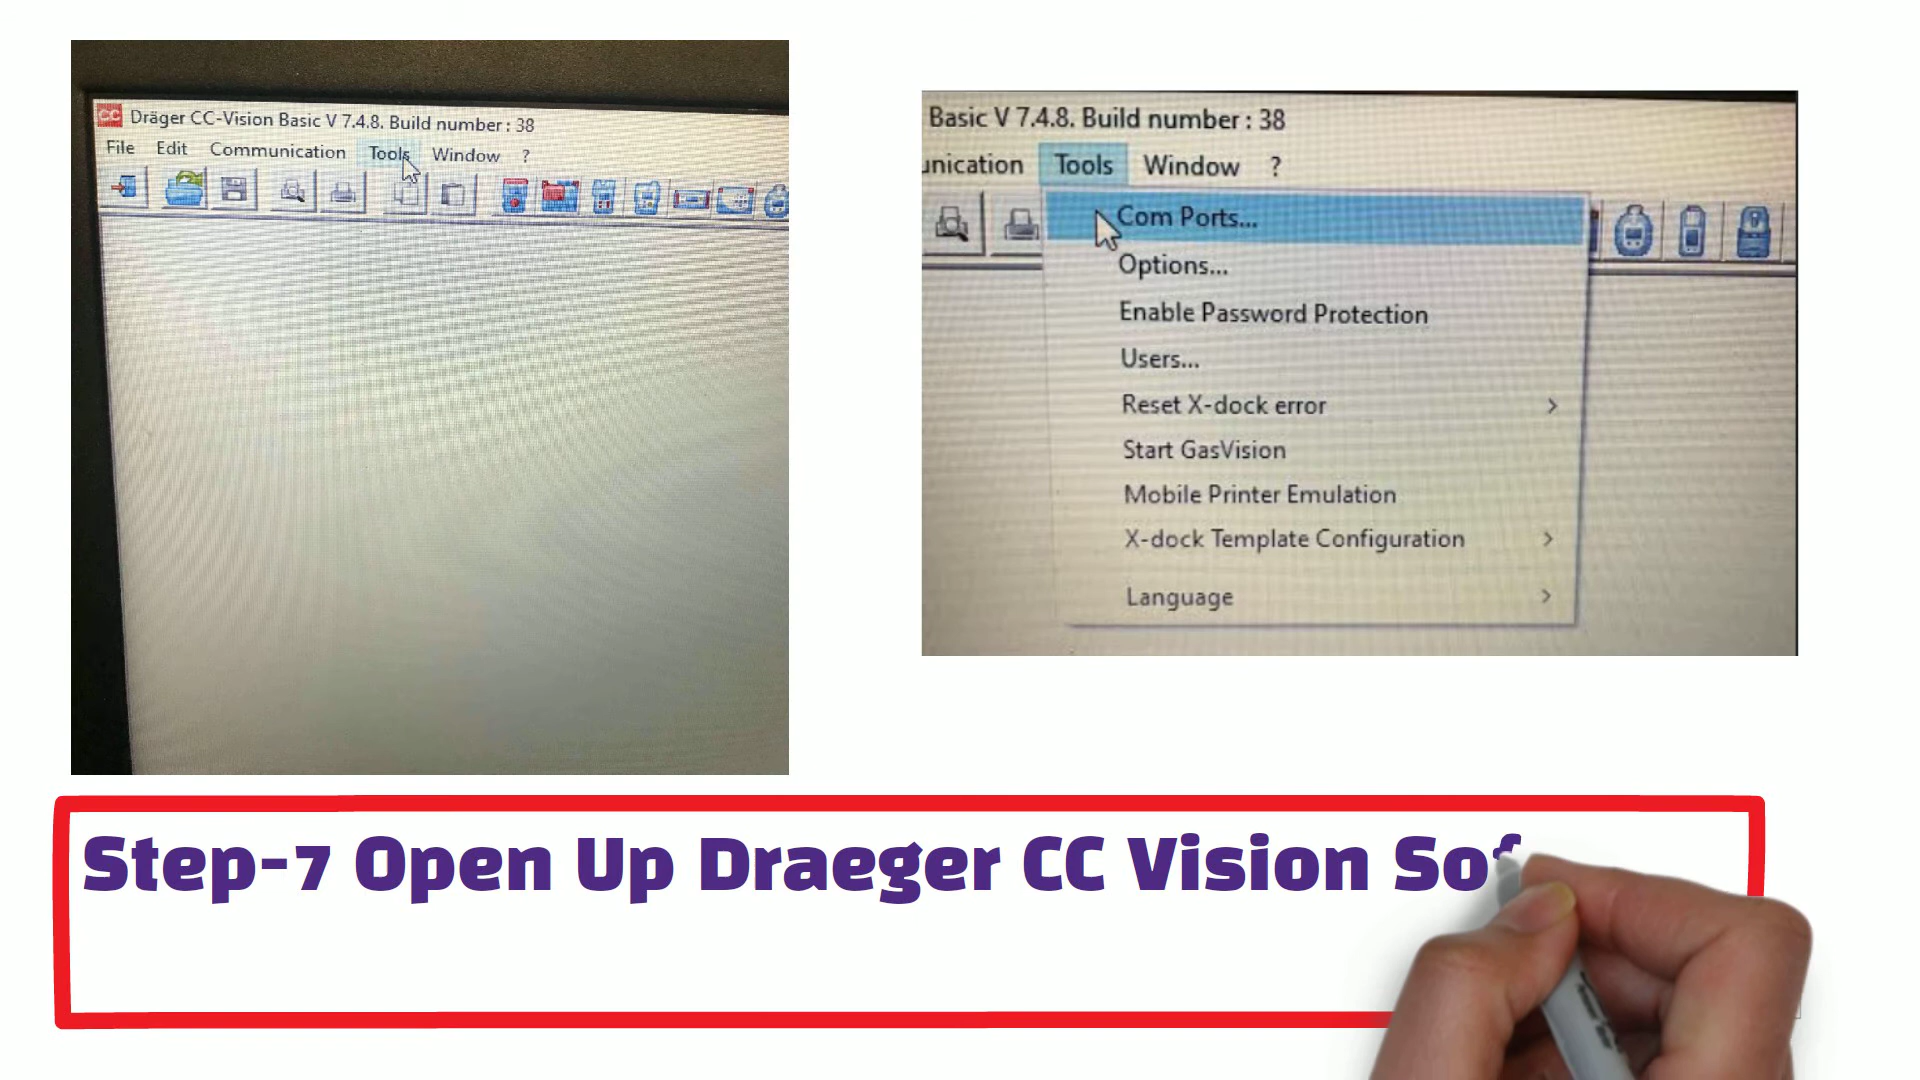 CC Dräger CC-Vision Basic V 7.4.8. Build number : 38
File Edit Communication Tools Window ?
Basic V 7.4.8. Build number : 38
unication Tools Window ?
Com Ports...
Options...
Enable Password Protection
Users...
Reset X-dock error
Start GasVision
Mobile Printer Emulation
X-dock Template Configuration
Language
Step-7 Open Up Draeger CC Vision Sof